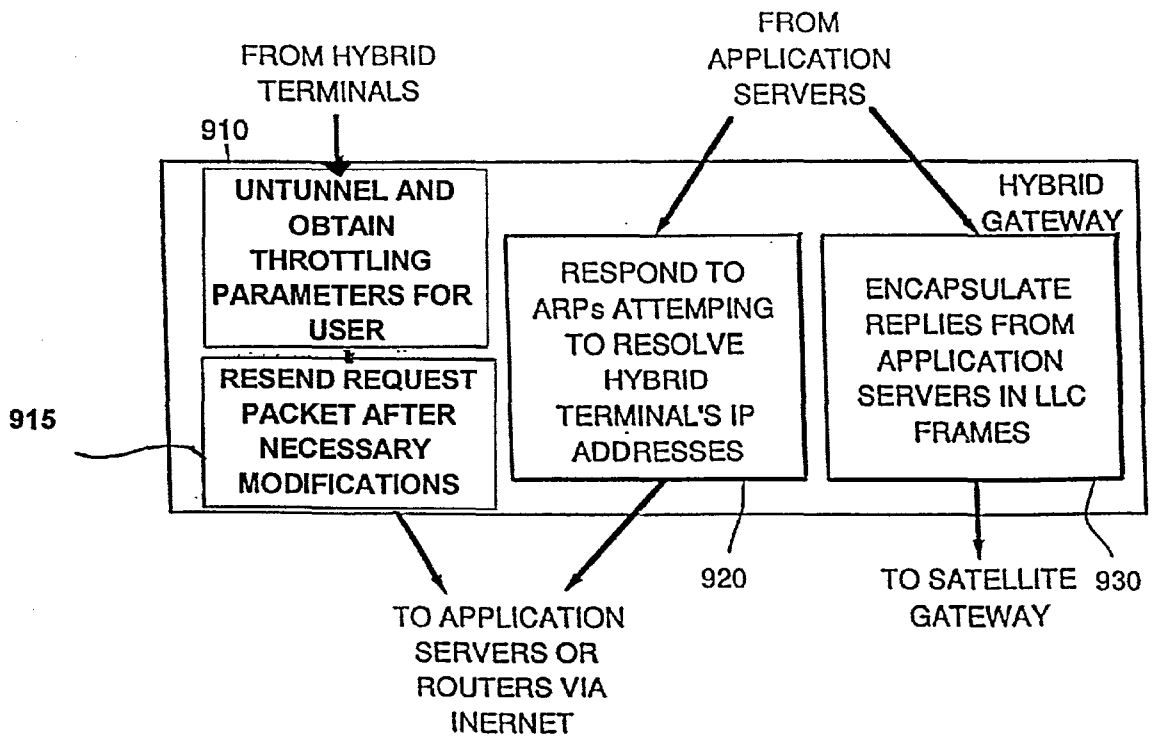 FROM HYBRID
TERMINALS
FROM
APPLICATION
SERVERS
910
HYBRID
GATEWAY
UNTUNNEL AND
OBTAIN
THROTTLING
PARAMETERS FOR
USER
RESEND REQUEST
PACKET AFTER
NECESSARY
MODIFICATIONS
915
RESPOND TO
ARPs ATTEMPING
TO RESOLVE
HYBRID
TERMINAL'S IP
ADDRESSES
ENCAPSULATE
REPLIES FROM
APPLICATION
SERVERS IN LLC
FRAMES
920
930
TO SATELLITE
GATEWAY
TO APPLICATION
SERVERS OR
ROUTERS VIA
INERNET